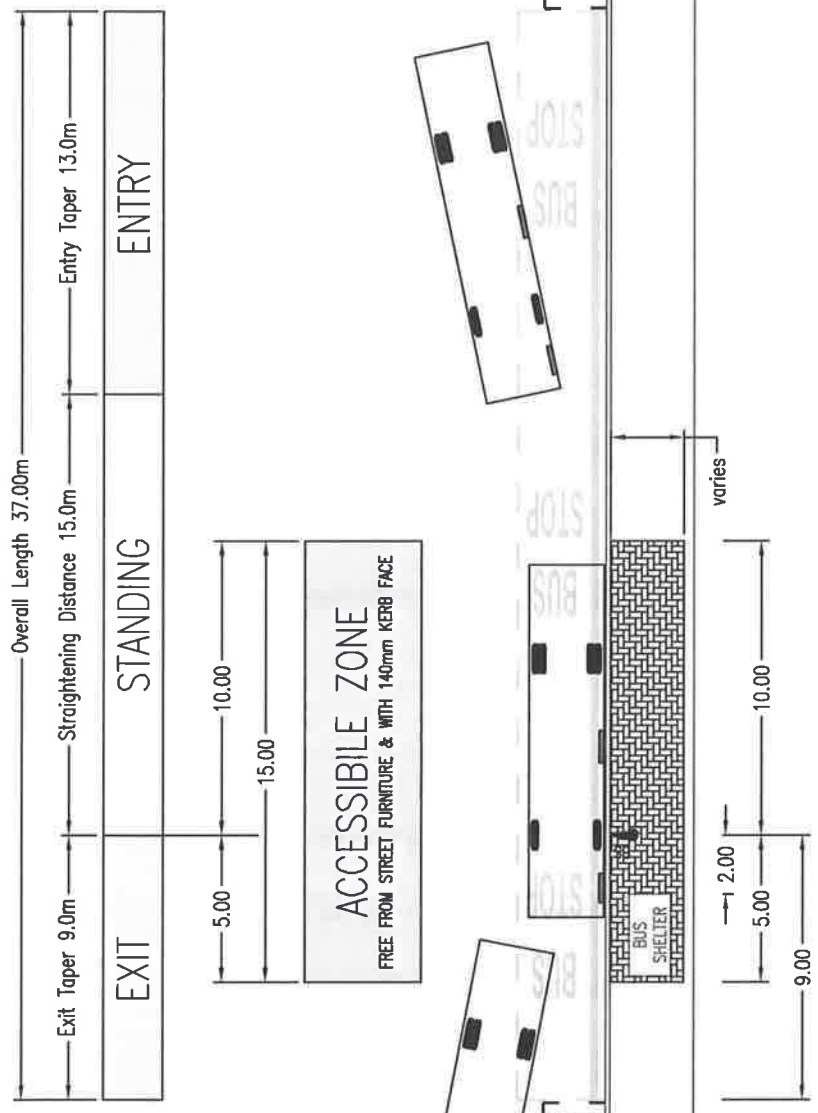 Overall Length 37.00m
Exit Taper 9.0m
Straightening Distance 15.0m
Entry Taper 13.0m
EXIT
STANDING
ENTRY
5.00
10.00
15.00
ACCESSIBILE ZONE
FREE FROM STREET FURNITURE & WITH 140mm KERB FACE
BUS STOP
BUS STOP
BUS STOP
BUS
SHELTER
varies
2.00
5.00
10.00
9.00